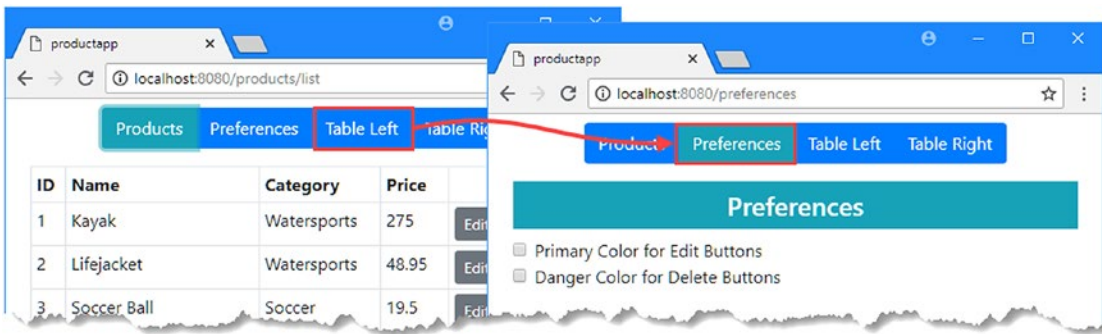 productapp
localhost:8080/products/list
Products Preferences Table Left
ID Name Category Price
1 Kayak Watersports 275 Edit
2 Lifejacket Watersports 48.95
3 Soccer Ball Soccer 19.5
productapp
localhost:8080/preferences
Products Preferences Table Left Table Right
Preferences
Primary Color for Edit Buttons
Danger Color for Delete Buttons